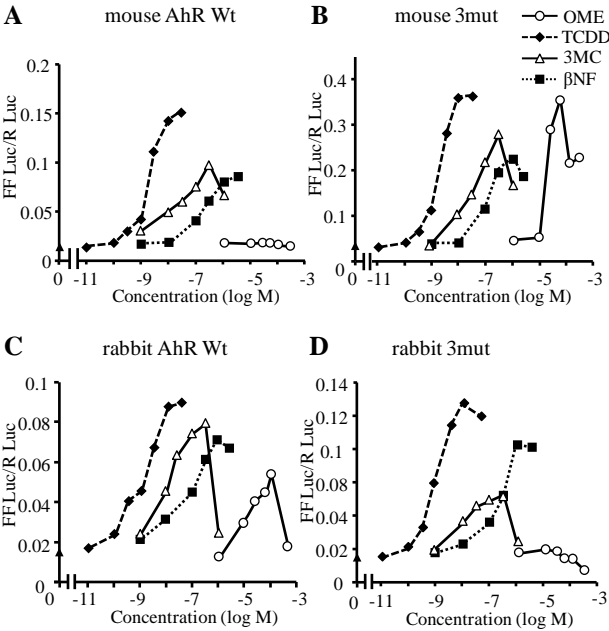 A mouse AhR Wt
FF Luc/R Luc
0.2
0.15
0.1
0.05
0
0 -11 -9 -7 -5 -3
Concentration (log M)
B mouse 3mut
OME
TCDD
3MC
βNF
FF Luc/R Luc
0.4
0.3
0.2
0.1
0
0 -11 -9 -7 -5 -3
Concentration (log M)
C rabbit AhR Wt
FF Luc/R Luc
0.1
0.08
0.06
0.04
0.02
0
0 -11 -9 -7 -5 -3
Concentration (log M)
D rabbit 3mut
FF Luc/R Luc
0.14
0.12
0.1
0.08
0.04
0.02
0
0 -11 -9 -7 -5 -3
Concentration (log M)